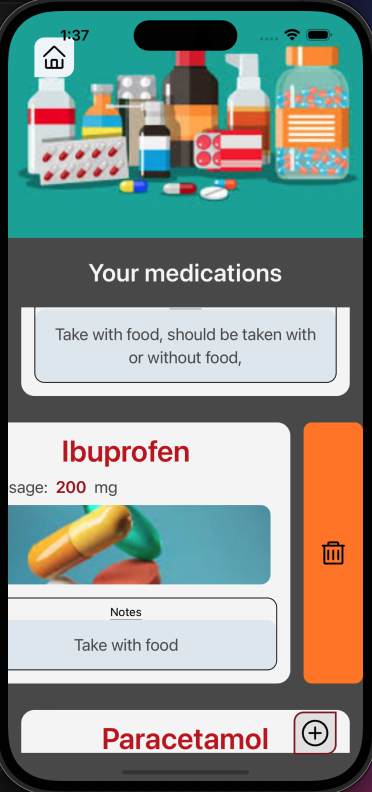 1:37
Your medications
Take with food, should be taken with
or without food,
Ibuprofen
sage: 200 mg
Notes
Take with food
Paracetamol